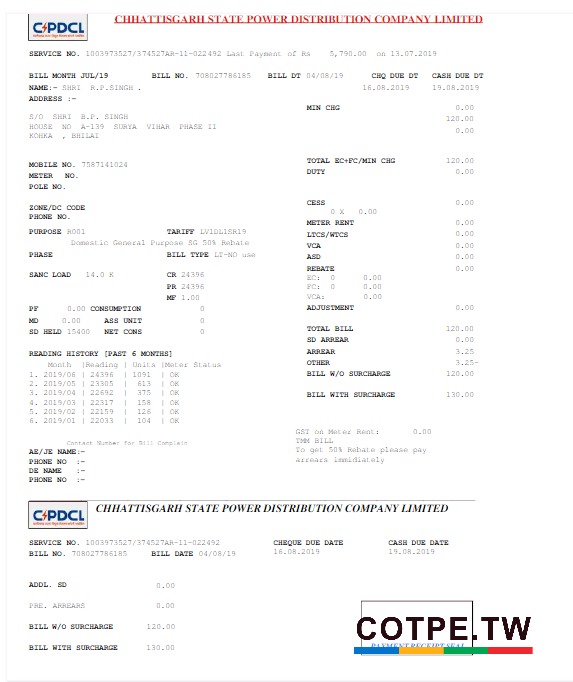 CSPDCL
CHHATTISGARH STATE POWER DISTRIBUTION COMPANY LIMITED
SERVICE NO. 1003973527/374527AR-11-022492 Last Payment of Rs 5,790.00 on 13.07.2019
BILL MONTH JUL/19 BILL NO. 708027786185 BILL DT 04/08/19 CHQ DUE DT CASH DUE DT
NAME:- SHRI R.P.SINGH . 16.08.2019 19.08.2019
ADDRESS :-
MIN CHG 0.00
S/O SHRI B.P. SINGH 120.00
HOUSE NO A-139 SURYA VIHAR PHASE II 0.00
KOHKA , BHILAI
TOTAL EC+FC/MIN CHG 120.00
MOBILE NO. 7587141024
DUTY 0.00
METER NO.
POLE NO.
CESS 0.00
ZONE/DC CODE
0 X 0.00
PHONE NO.
METER RENT 0.00
PURPOSE R001 TARIFF LV1DL1SR19
LTCS/WTCS 0.00
Domestic General Purpose SG 50% Rebate
VCA 0.00
PHASE BILL TYPE LT-NO use
ASD 0.00
REBATE 0.00
SANC LOAD 14.0 K CR 24396
EC: 0 0.00
PR 24396
FC: 0 0.00
MF 1.00
VCA: 0.00
PF 0.00 CONSUMPTION 0
ADJUSTMENT 0.00
MD 0.00 ASS UNIT 0
SD HELD 15400 NET CONS 0
TOTAL BILL 120.00
SD ARREAR 0.00
READING HISTORY [PAST 6 MONTHS]
ARREAR 3.25
Month |Reading | Units |Meter Status
OTHER 3.25-
1. 2019/06 | 24396 | 1091 | OK
BILL W/O SURCHARGE 120.00
2. 2019/05 | 23305 | 613 | OK
3. 2019/04 | 22692 | 375 | OK
BILL WITH SURCHARGE 130.00
4. 2019/03 | 22317 | 158 | OK
5. 2019/02 | 22159 | 126 | OK
6. 2019/01 | 22033 | 104 | OK
GST on Meter Rent: 0.00
TMM BILL
Contact Number for Bill Complain
To get 50% Rebate please pay
AE/JE NAME:-
arrears immidiately
PHONE NO :-
DE NAME :-
PHONE NO :-
CSPDCL
CHHATTISGARH STATE POWER DISTRIBUTION COMPANY LIMITED
SERVICE NO. 1003973527/374527AR-11-022492 CHEQUE DUE DATE CASH DUE DATE
BILL NO. 708027786185 BILL DATE 04/08/19 16.08.2019 19.08.2019
ADDL. SD 0.00
PRE. ARREARS 0.00
BILL W/O SURCHARGE 120.00
COTPE.TW
PAYMENT RECEIPT SEAL
BILL WITH SURCHARGE 130.00